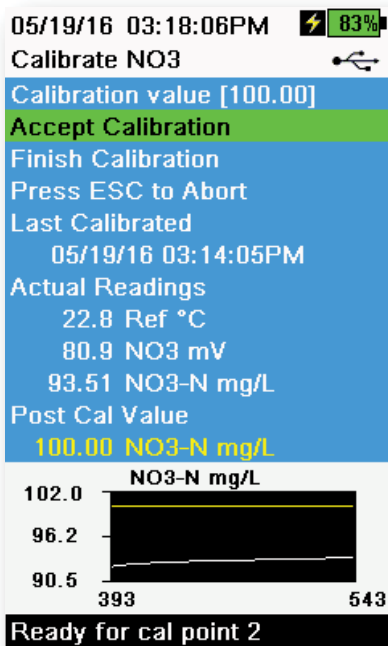 05/19/16 03:18:06PM 83%
Calibrate NO3
Calibration value [100.00]
Accept Calibration
Finish Calibration
Press ESC to Abort
Last Calibrated
05/19/16 03:14:05PM
Actual Readings
22.8 Ref °C
80.9 NO3 mV
93.51 NO3-N mg/L
Post Cal Value
100.00 NO3-N mg/L
NO3-N mg/L
102.0
96.2
90.5
393 543
Ready for cal point 2